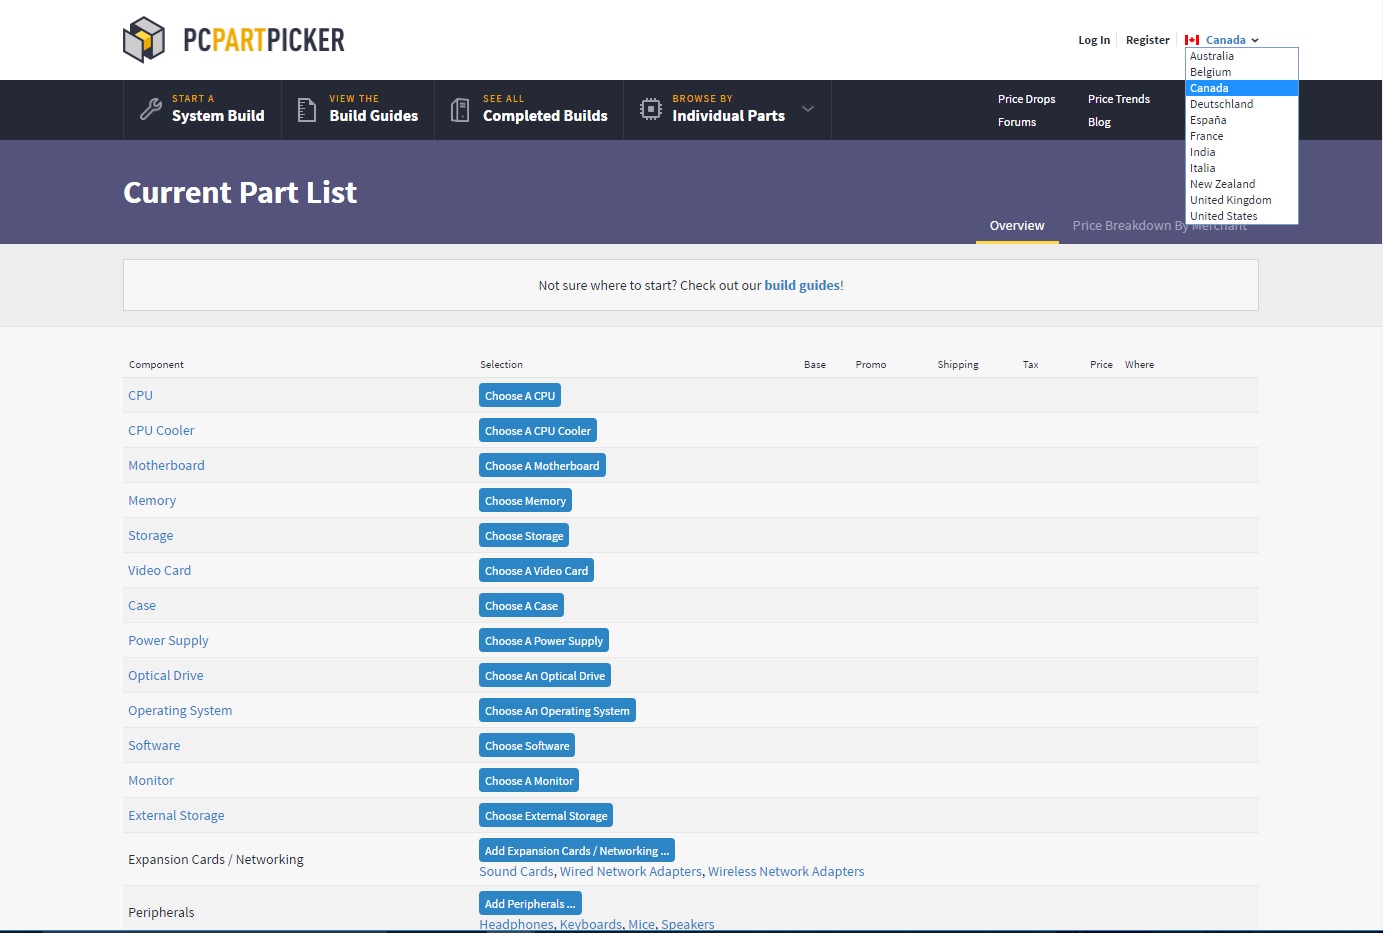 PCPARTPICKER
Log In
Register
Canada
Australia
Belgium
Canada
Deutschland
España
France
India
Italia
New Zealand
United Kingdom
United States
START A
System Build
VIEW THE
Build Guides
SEE ALL
Completed Builds
BROWSE BY
Individual Parts
Price Drops
Price Trends
Forums
Blog
Current Part List
Overview
Price Breakdown By Merchant
Not sure where to start? Check out our build guides!
Component Selection Base Promo Shipping Tax Price Where
CPU Choose A CPU
CPU Cooler Choose A CPU Cooler
Motherboard Choose A Motherboard
Memory Choose Memory
Storage Choose Storage
Video Card Choose A Video Card
Case Choose A Case
Power Supply Choose A Power Supply
Optical Drive Choose An Optical Drive
Operating System Choose An Operating System
Software Choose Software
Monitor Choose A Monitor
External Storage Choose External Storage
Expansion Cards / Networking Add Expansion Cards / Networking ...
Sound Cards, Wired Network Adapters, Wireless Network Adapters
Peripherals Add Peripherals ...
Headphones, Keyboards, Mice, Speakers